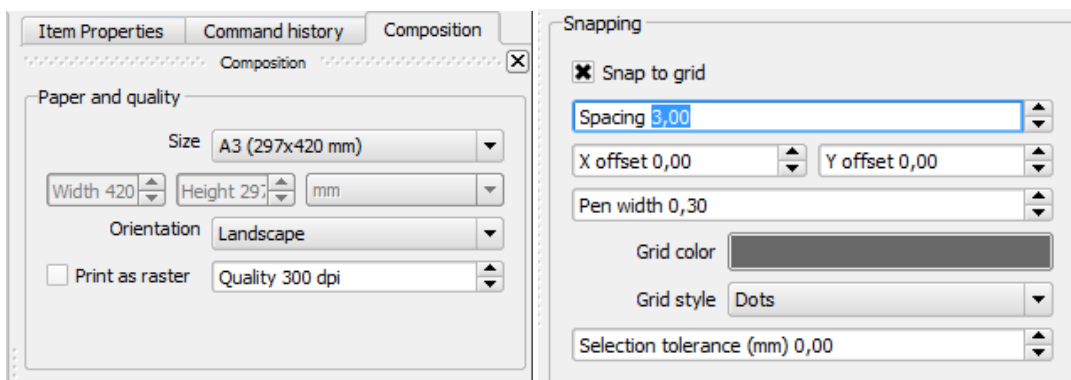 Item Properties Command history Composition
Composition
Paper and quality
Size A3 (297x420 mm)
Width 420 Height 297 mm
Orientation Landscape
Print as raster Quality 300 dpi
Snapping
Snap to grid
Spacing 3,00
X offset 0,00 Y offset 0,00
Pen width 0,30
Grid color
Grid style Dots
Selection tolerance (mm) 0,00